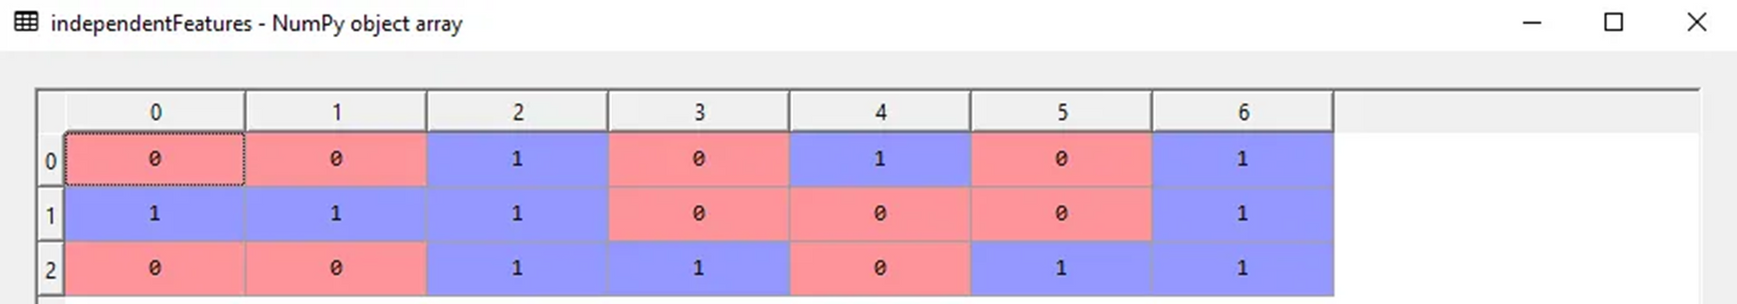 independentFeatures - NumPy object array
0 1 2 3 4 5 6
0 0 0 1 0 1 0 1
1 1 1 1 0 0 0 1
2 0 0 1 1 0 1 1